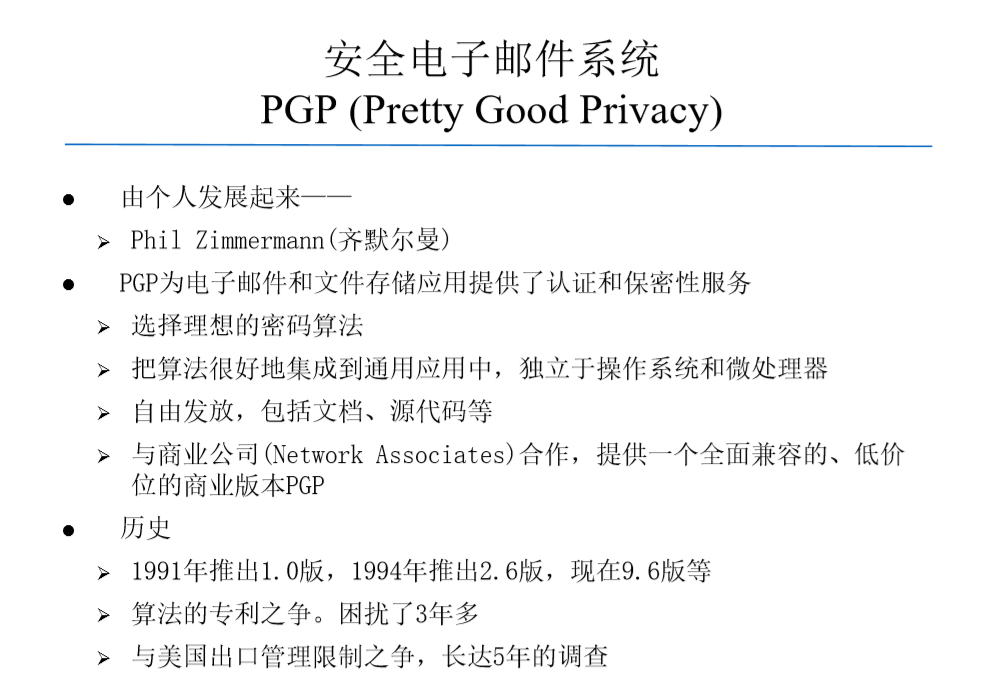 安全电子邮件系统
PGP (Pretty Good Privacy)
● 由个人发展起来——
➢ Phil Zimmermann(齐默尔曼)
● PGP为电子邮件和文件存储应用提供了认证和保密性服务
➢ 选择理想的密码算法
➢ 把算法很好地集成到通用应用中，独立于操作系统和微处理器
➢ 自由发放，包括文档、源代码等
➢ 与商业公司(Network Associates)合作，提供一个全面兼容的、低价
位的商业版本PGP
● 历史
➢ 1991年推出1.0版，1994年推出2.6版，现在9.6版等
➢ 算法的专利之争。困扰了3年多
➢ 与美国出口管理限制之争，长达5年的调查